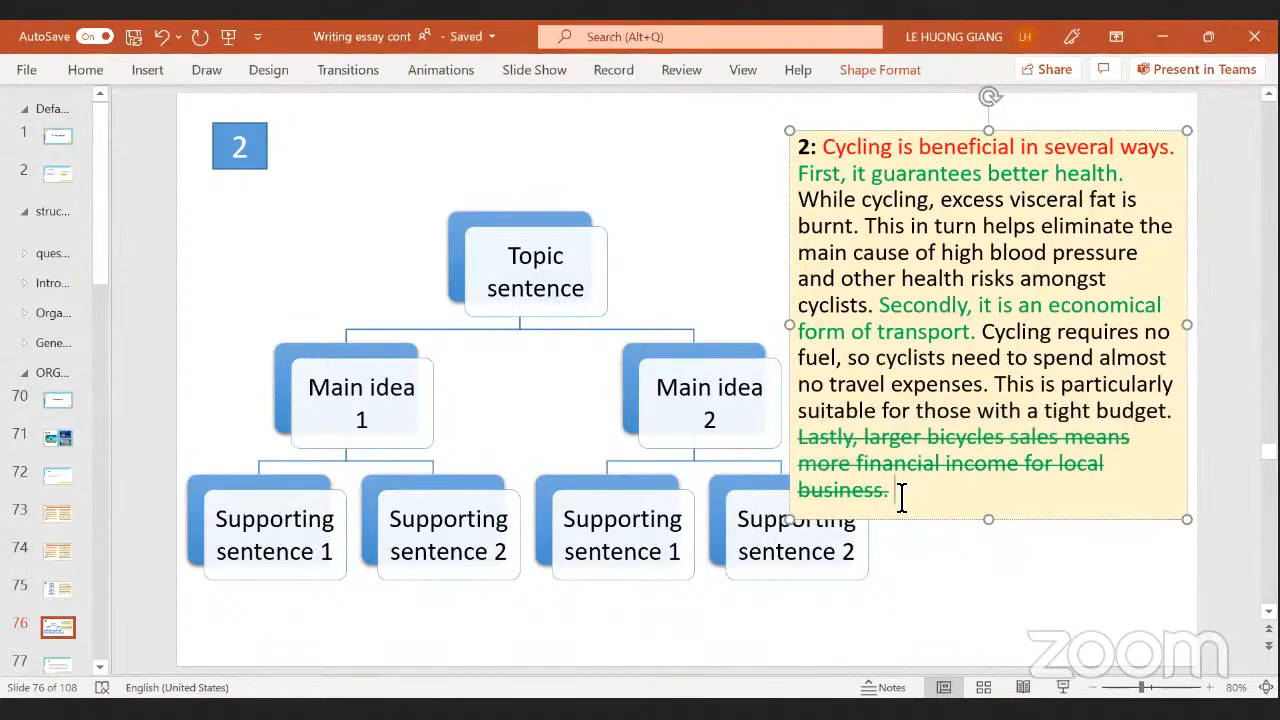 AutoSave On Writing essay cont - Saved Search (Alt+Q) LE HUONG GIANG LH
File Home Insert Draw Design Transitions Animations Slide Show Record Review View Help Shape Format Share Present in Teams
Defa...
1
2
struc...
ques...
Intro...
Orga...
Gene...
ORG...
70
71
72
73
74
75
76
77
2
Topic
sentence
Main idea
1
Main idea
2
Supporting
sentence 1
Supporting
sentence 2
Supporting
sentence 1
Supporting
sentence 2
2: Cycling is beneficial in several ways.
First, it guarantees better health.
While cycling, excess visceral fat is
burnt. This in turn helps eliminate the
main cause of high blood pressure
and other health risks amongst
cyclists. Secondly, it is an economical
form of transport. Cycling requires no
fuel, so cyclists need to spend almost
no travel expenses. This is particularly
suitable for those with a tight budget.
Lastly, larger bicycles sales means
more financial income for local
business.
zoom
Slide 76 of 108 English (United States) Notes 80%